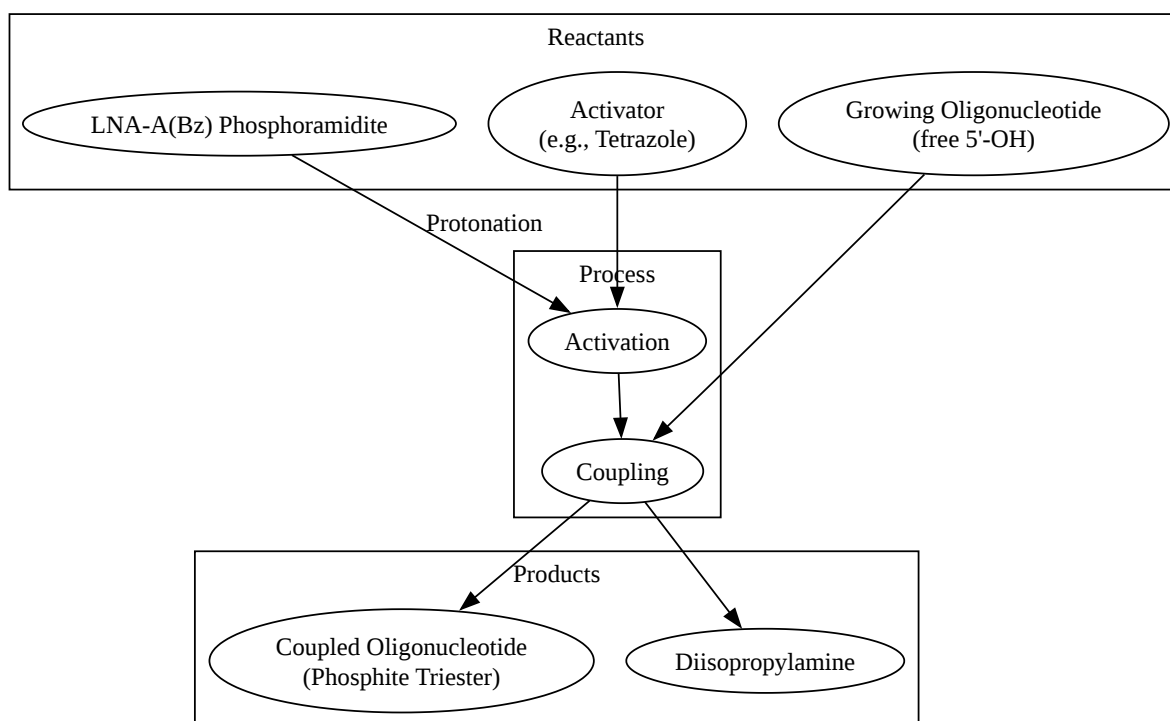 Reactants
LNA-A(Bz) Phosphoramidite
Activator
(e.g., Tetrazole)
Growing Oligonucleotide
(free 5'-OH)
Protonation
Process
Activation
Coupling
Products
Coupled Oligonucleotide
(Phosphite Triester)
Diisopropylamine